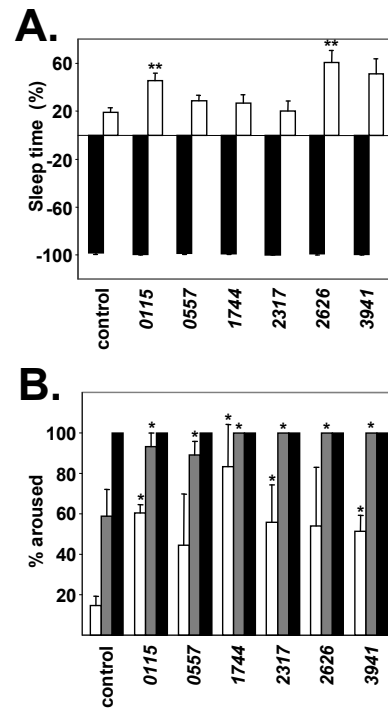 A.
Sleep time (%)
60
20
-20
-60
-100
** **
control 0115 0557 1744 2317 2626 3941
B.
% aroused
100
80
60
40
20
* * * * * * * * * *
control 0115 0557 1744 2317 2626 3941